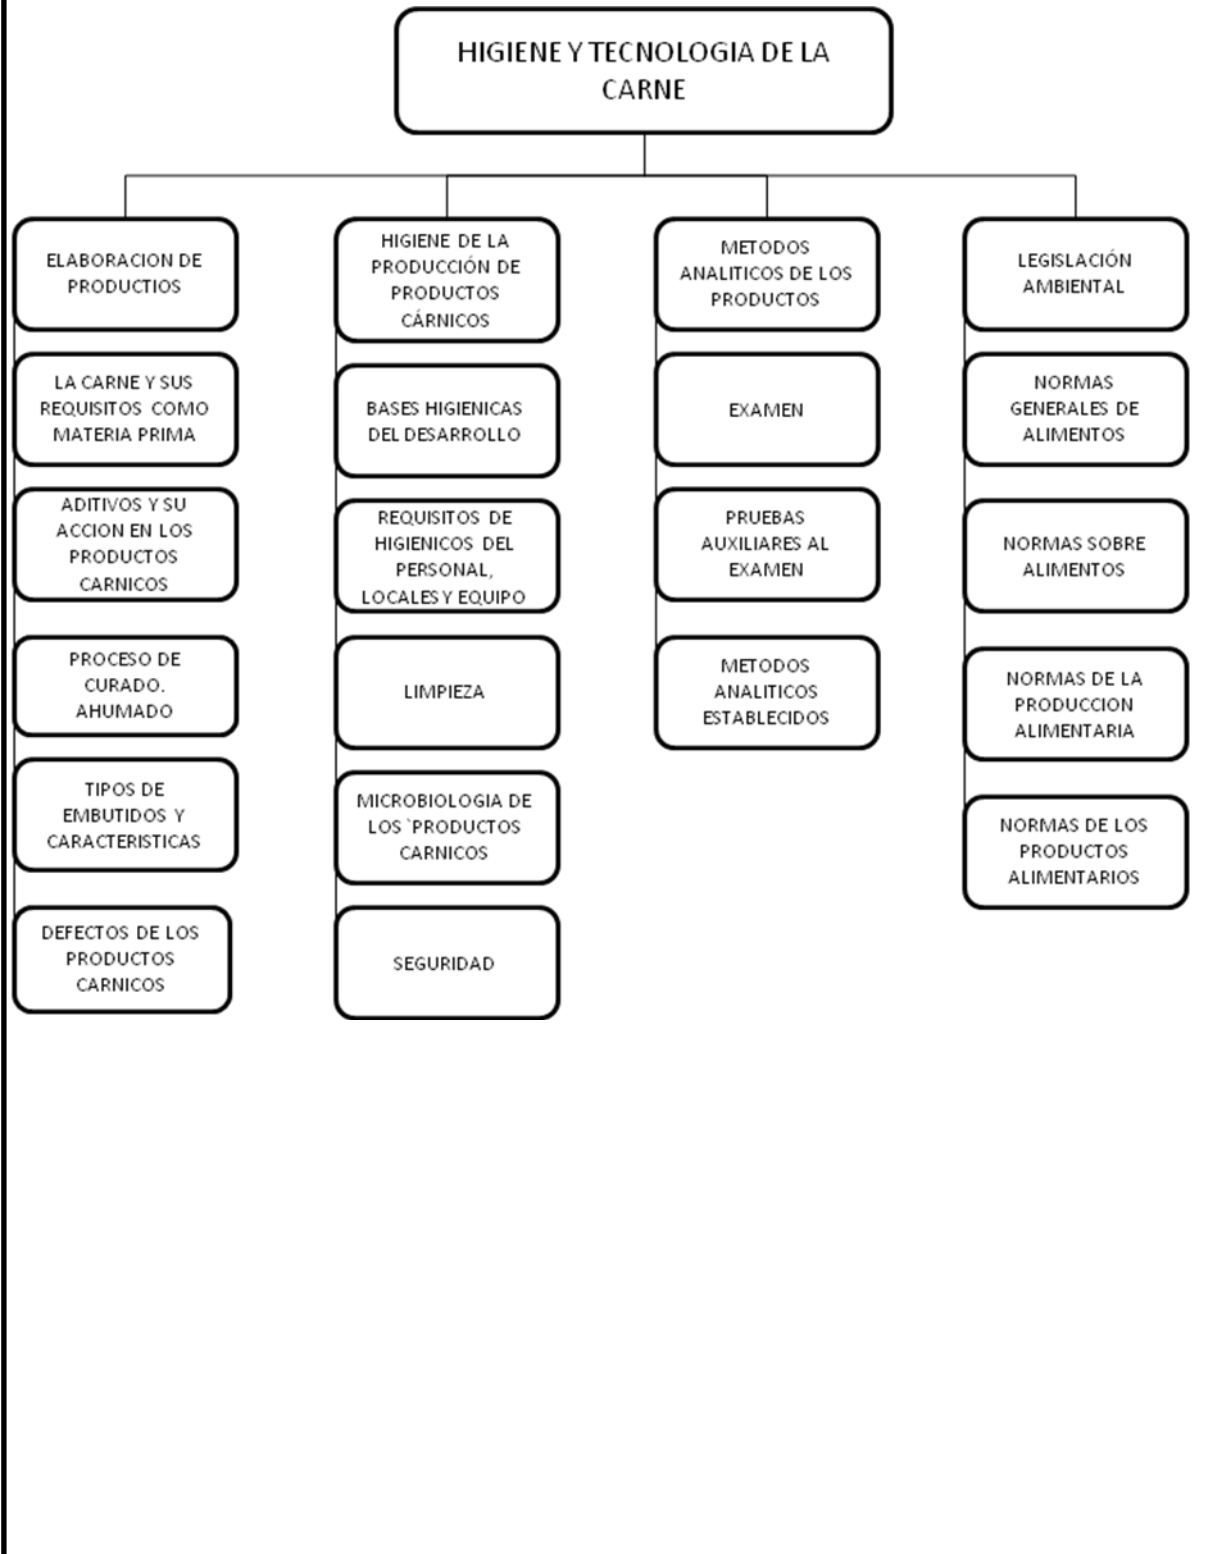 HIGIENE Y TECNOLOGIA DE LA
CARNE
ELABORACION DE
PRODUCTIOS
LA CARNE Y SUS
REQUISITOS COMO
MATERIA PRIMA
ADITIVOS Y SU
ACCION EN LOS
PRODUCTOS
CARNICOS
PROCESO DE
CURADO.
AHUMADO
TIPOS DE
EMBUTIDOS Y
CARACTERISTICAS
DEFECTOS DE LOS
PRODUCTOS
CARNICOS
HIGIENE DE LA
PRODUCCIÓN DE
PRODUCTOS
CÁRNICOS
BASES HIGIENICAS
DEL DESARROLLO
REQUISITOS DE
HIGIENICOS DEL
PERSONAL,
LOCALES Y EQUIPO
LIMPIEZA
MICROBIOLOGIA DE
LOS `PRODUCTOS
CARNICOS
SEGURIDAD
METODOS
ANALITICOS DE LOS
PRODUCTOS
EXAMEN
PRUEBAS
AUXILIARES AL
EXAMEN
METODOS
ANALITICOS
ESTABLECIDOS
LEGISLACIÓN
AMBIENTAL
NORMAS
GENERALES DE
ALIMENTOS
NORMAS SOBRE
ALIMENTOS
NORMAS DE LA
PRODUCCION
ALIMENTARIA
NORMAS DE LOS
PRODUCTOS
ALIMENTARIOS